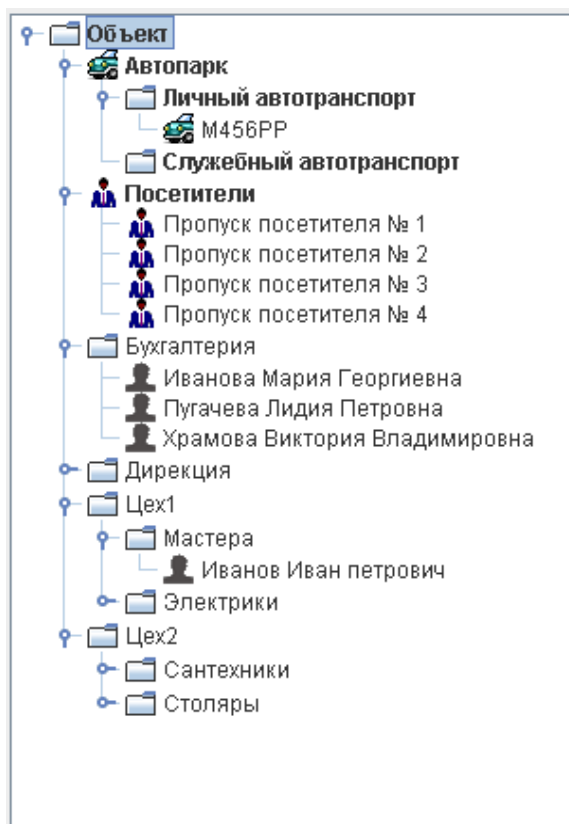 Объект
Автопарк
Личный автотранспорт
М456РР
Служебный автотранспорт
Посетители
Пропуск посетителя № 1
Пропуск посетителя № 2
Пропуск посетителя № 3
Пропуск посетителя № 4
Бухгалтерия
Иванова Мария Георгиевна
Пугачева Лидия Петровна
Храмова Виктория Владимировна
Дирекция
Цех1
Мастера
Иванов Иван петрович
Электрики
Цех2
Сантехники
Столяры